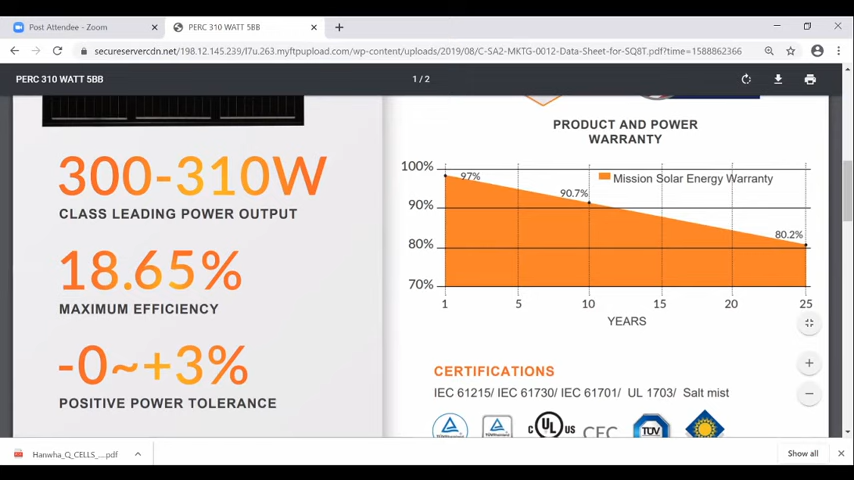 Post Attendee - Zoom
PERC 310 WATT 5BB
secureservercdn.net/198.12.145.239/l7u.263.myftpupload.com/wp-content/uploads/2019/08/C-SA2-MKTG-0012-Data-Sheet-for-SQ8T.pdf?time=1588862366
PERC 310 WATT 5BB
1 / 2
300-310W
CLASS LEADING POWER OUTPUT
18.65%
MAXIMUM EFFICIENCY
-0~+3%
POSITIVE POWER TOLERANCE
PRODUCT AND POWER
WARRANTY
100%
97%
Mission Solar Energy Warranty
90.7%
90%
80.2%
80%
70%
1 5 10 15 20 25
YEARS
CERTIFICATIONS
IEC 61215/ IEC 61730/ IEC 61701/ UL 1703/ Salt mist
C UL US
CEC
TÜV
Hanwha_Q_CELLS_....pdf
Show all